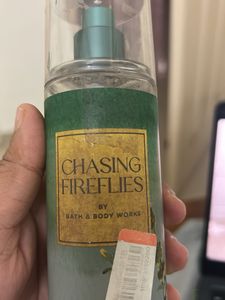 CHASING
FIREFLIES
BY
BATH & BODY WORKS